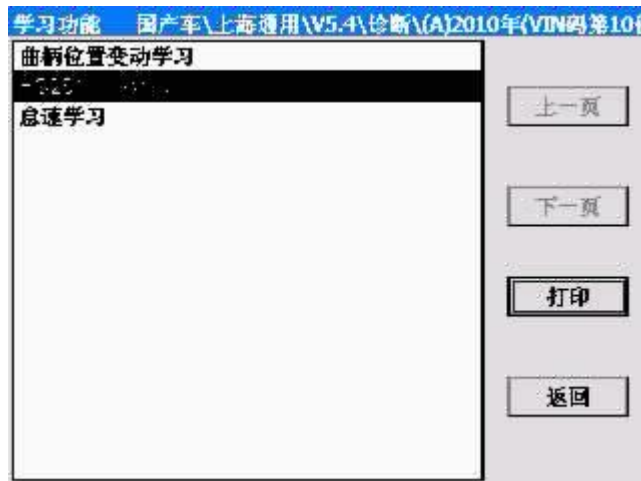 学习功能 国产车\上海通用\V5.4\诊断\(A)2010年(VIN码第10
曲柄位置变动学习
怠速学习
上一页
下一页
打印
返回